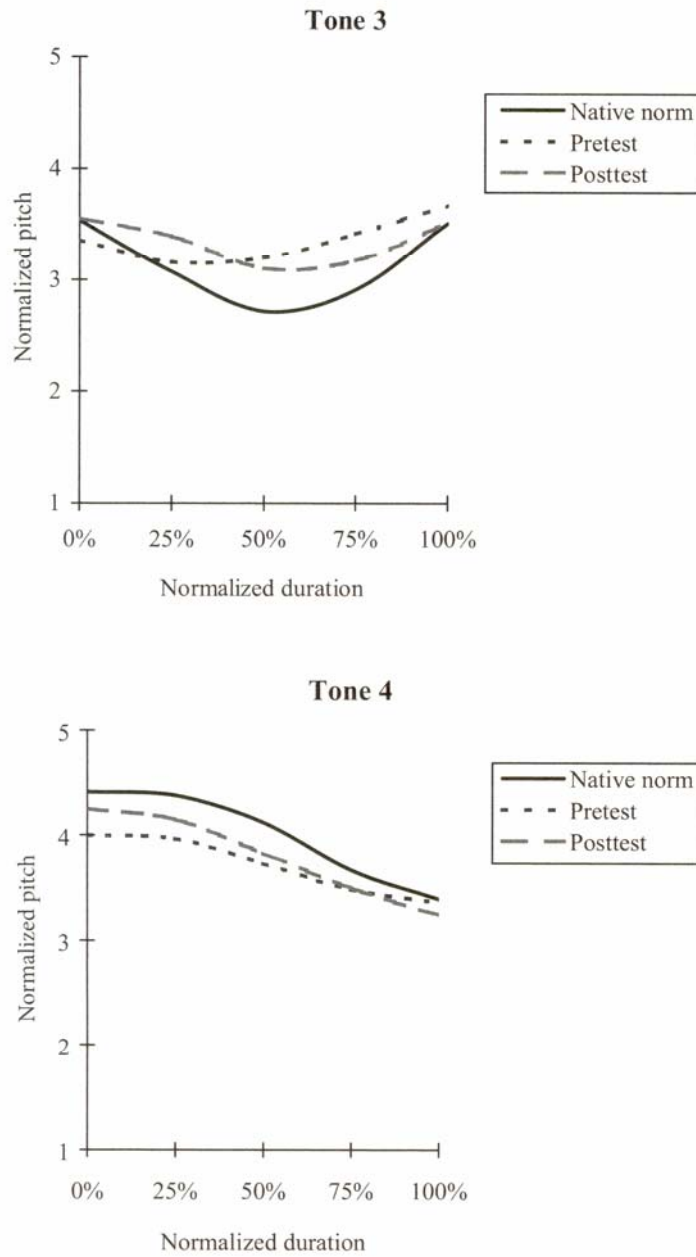 Tone 3
5
4
3
2
1
Normalized pitch
0% 25% 50% 75% 100%
Normalized duration
Native norm
Pretest
Posttest
Tone 4
5
4
3
2
1
Normalized pitch
0% 25% 50% 75% 100%
Normalized duration
Native norm
Pretest
Posttest